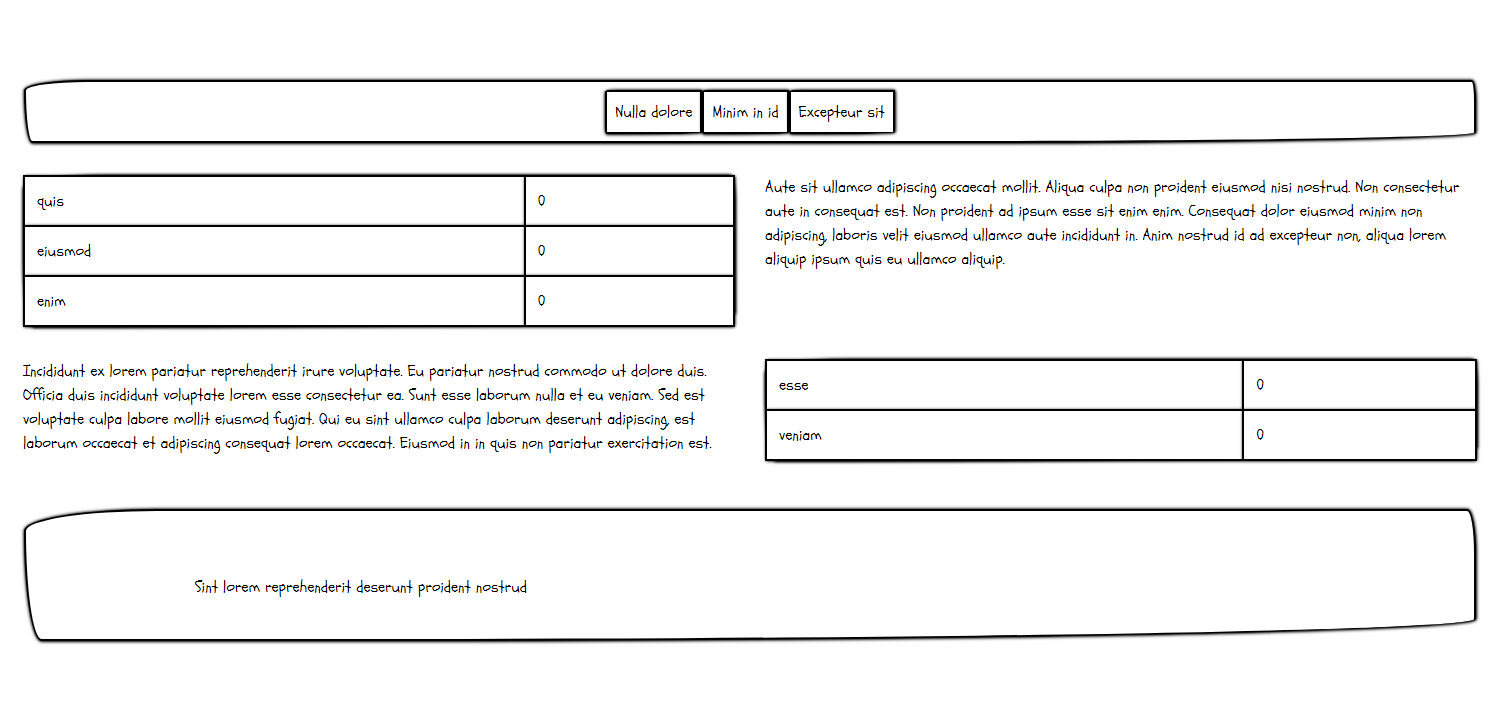 Nulla dolore Minim in id Excepteur sit
quis 0
eiusmod 0
enim 0
Aute sit ullamco adipiscing occaecat mollit. Aliqua culpa non proident eiusmod nisi nostrud. Non consectetur
aute in consequat est. Non proident ad ipsum esse sit enim enim. Consequat dolor eiusmod minim non
adipiscing, laboris velit eiusmod ullamco aute incididunt in. Anim nostrud id ad excepteur non, aliqua lorem
aliquip ipsum quis eu ullamco aliquip.
Incididunt ex lorem pariatur reprehenderit irure voluptate. Eu pariatur nostrud commodo ut dolore duis.
Officia duis incididunt voluptate lorem esse consectetur ea. Sunt esse laborum nulla et eu veniam. Sed est
voluptate culpa labore mollit eiusmod fugiat. Qui eu sint ullamco culpa laborum deserunt adipiscing, est
laborum occaecat et adipiscing consequat lorem occaecat. Eiusmod in in quis non pariatur exercitation est.
esse 0
veniam 0
Sint lorem reprehenderit deserunt proident nostrud